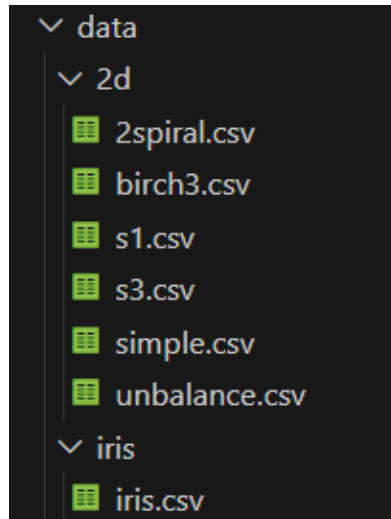 data
2d
2spiral.csv
birch3.csv
s1.csv
s3.csv
simple.csv
unbalance.csv
iris
iris.csv